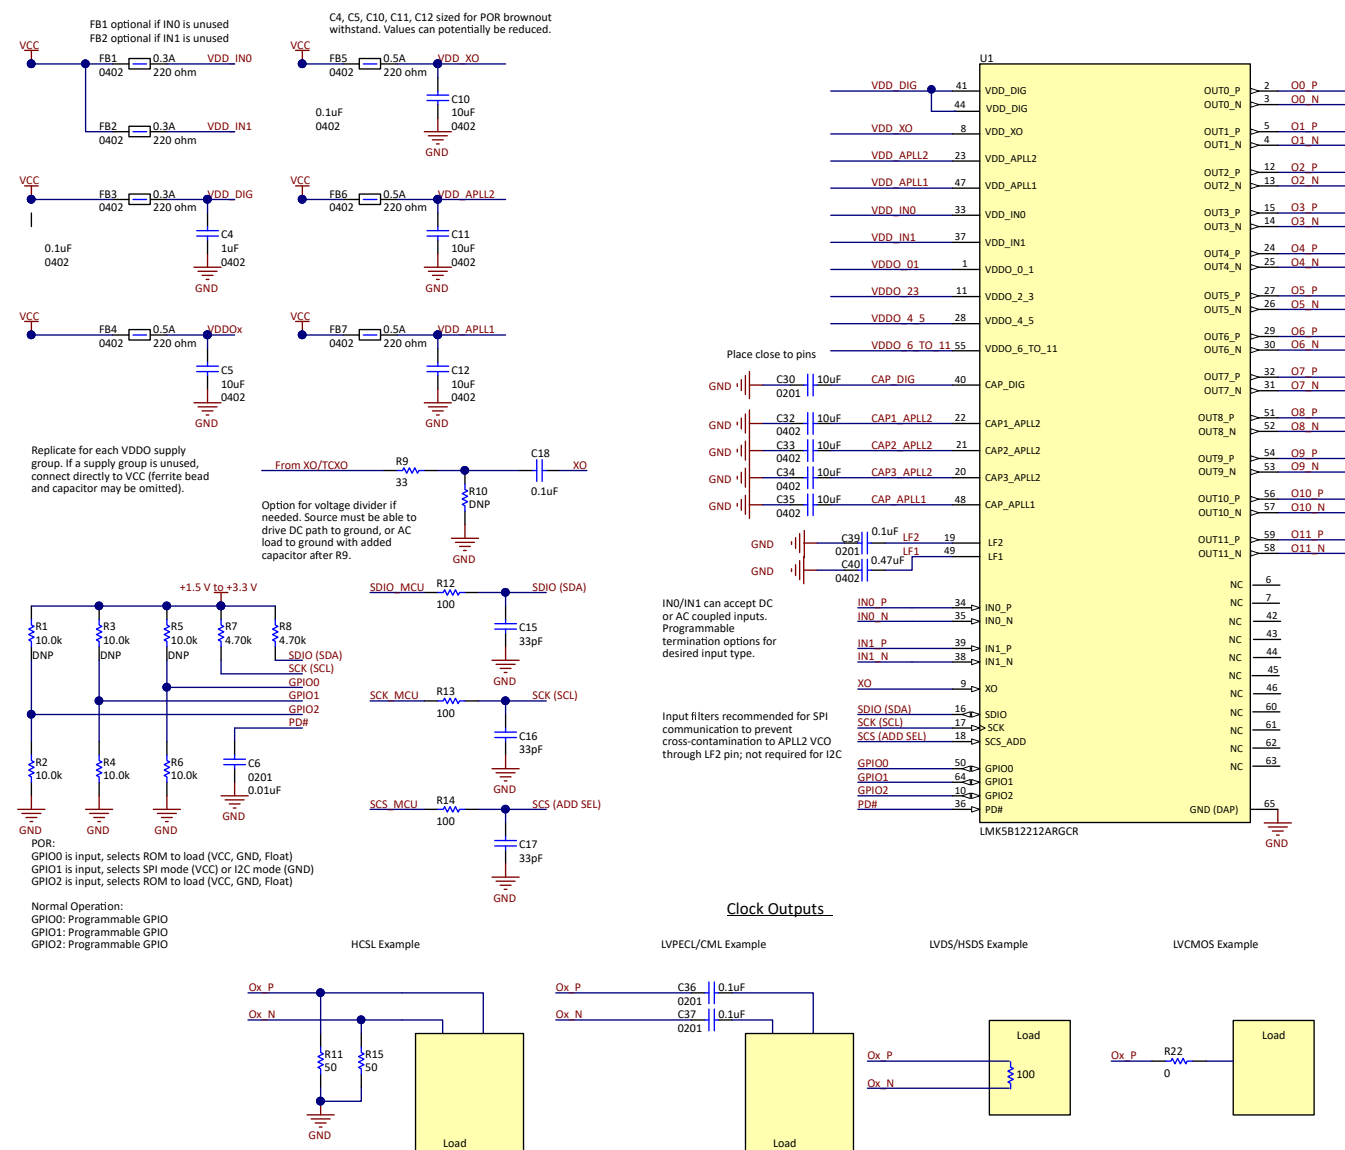 FB1 optional if IN0 is unused
FB2 optional if IN1 is unused
C4, C5, C10, C11, C12 sized for POR brownout
withstand. Values can potentially be reduced.
VCC
FB1 0.3A VDD_IN0
0402 220 ohm
FB2 0.3A VDD_IN1
0402 220 ohm
VCC
FB5 0.5A VDD_XO
0402 220 ohm
C10
10uF
0402
0.1uF
0402
GND
VCC
FB3 0.3A VDD_DIG
0402 220 ohm
C4
1uF
0402
0.1uF
0402
GND
VCC
FB6 0.5A VDD_APLL2
0402 220 ohm
C11
10uF
0402
GND
VCC
FB4 0.5A VDDOx
0402 220 ohm
C5
10uF
0402
GND
VCC
FB7 0.5A VDD_APLL1
0402 220 ohm
C12
10uF
0402
GND
Replicate for each VDDO supply
group. If a supply group is unused,
connect directly to VCC (ferrite bead
and capacitor may be omitted).
From XO/TCXO R9 C18 XO
33 0.1uF
R10
DNP
GND
Option for voltage divider if
needed. Source must be able to
drive DC path to ground, or AC
load to ground with added
capacitor after R9.
+1.5 V to +3.3 V
R1 R3 R5 R7 R8
10.0k 10.0k 10.0k 4.70k 4.70k
DNP DNP DNP
SDIO (SDA)
SCK (SCL)
GPIO0
GPIO1
GPIO2
PD#
R2 R4 R6
10.0k 10.0k 10.0k
C6
0201
0.01uF
GND GND GND GND
SDIO_MCU R12 SDIO (SDA)
100
C15
33pF
GND
SCK_MCU R13 SCK (SCL)
100
C16
33pF
GND
SCS_MCU R14 SCS (ADD SEL)
100
C17
33pF
GND
POR:
GPIO0 is input, selects ROM to load (VCC, GND, Float)
GPIO1 is input, selects SPI mode (VCC) or I2C mode (GND)
GPIO2 is input, selects ROM to load (VCC, GND, Float)
Normal Operation:
GPIO0: Programmable GPIO
GPIO1: Programmable GPIO
GPIO2: Programmable GPIO
U1
VDD_DIG 41 VDD_DIG
44 VDD_DIG
VDD_XO 8 VDD_XO
VDD_APLL2 23 VDD_APLL2
VDD_APLL1 47 VDD_APLL1
VDD_IN0 33 VDD_IN0
VDD_IN1 37 VDD_IN1
VDDO_01 1 VDDO_0_1
VDDO_23 11 VDDO_2_3
VDDO_4_5 28 VDDO_4_5
VDDO_6_TO_11 55 VDDO_6_TO_11
Place close to pins
GND C30 10uF CAP_DIG 40 CAP_DIG
0201
GND C32 10uF CAP1_APLL2 22 CAP1_APLL2
0402
GND C33 10uF CAP2_APLL2 21 CAP2_APLL2
0402
GND C34 10uF CAP3_APLL2 20 CAP3_APLL2
0402
GND C35 10uF CAP_APLL1 48 CAP_APLL1
0402
GND C39 0.1uF LF2 19 LF2
0201
GND C40 0.47uF LF1 49 LF1
0402
IN0/IN1 can accept DC
or AC coupled inputs.
Programmable
termination options for
desired input type.
IN0_P 34 IN0_P
IN0_N 35 IN0_N
IN1_P 39 IN1_P
IN1_N 38 IN1_N
XO 9 XO
Input filters recommended for SPI
communication to prevent
cross-contamination to APLL2 VCO
through LF2 pin; not required for I2C
SDIO (SDA) 16 SDIO
SCK (SCL) 17 SCK
SCS (ADD SEL) 18 SCS_ADD
GPIO0 50 GPIO0
GPIO1 64 GPIO1
GPIO2 10 GPIO2
PD# 36 PD#
OUT0_P 2 O0_P
OUT0_N 3 O0_N
OUT1_P 5 O1_P
OUT1_N 4 O1_N
OUT2_P 12 O2_P
OUT2_N 13 O2_N
OUT3_P 15 O3_P
OUT3_N 14 O3_N
OUT4_P 24 O4_P
OUT4_N 25 O4_N
OUT5_P 27 O5_P
OUT5_N 26 O5_N
OUT6_P 29 O6_P
OUT6_N 30 O6_N
OUT7_P 32 O7_P
OUT7_N 31 O7_N
OUT8_P 51 O8_P
OUT8_N 52 O8_N
OUT9_P 54 O9_P
OUT9_N 53 O9_N
OUT10_P 56 O10_P
OUT10_N 57 O10_N
OUT11_P 59 O11_P
OUT11_N 58 O11_N
NC 6
NC 7
NC 42
NC 43
NC 44
NC 45
NC 46
NC 60
NC 61
NC 62
NC 63
GND (DAP) 65
GND
LMK5B12212ARGCR
Clock Outputs
HCSL Example
Ox_P
Ox_N
R11 R15
50 50
GND
Load
LVPECL/CML Example
Ox_P C36 0.1uF
0201
Ox_N C37 0.1uF
0201
Load
LVDS/HSDS Example
Load
Ox_P
100
Ox_N
LVCMOS Example
Load
Ox_P R22
0